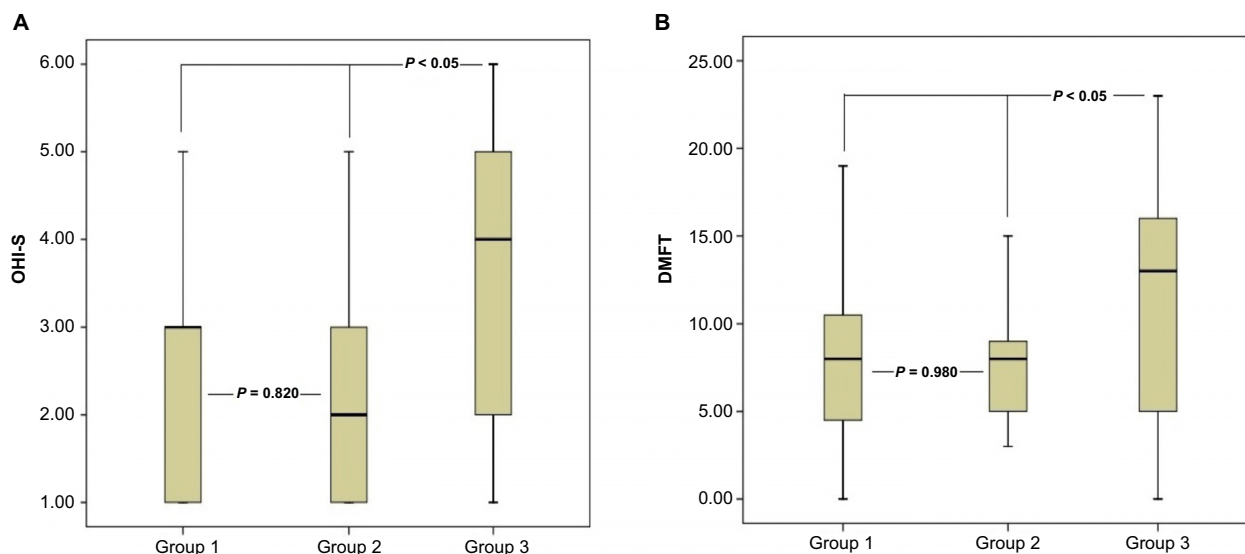 A
OHI-S
6.00
5.00
4.00
3.00
2.00
1.00
P < 0.05
P = 0.820
Group 1
Group 2
Group 3
B
DMFT
25.00
20.00
15.00
10.00
5.00
0.00
P < 0.05
P = 0.980
Group 1
Group 2
Group 3